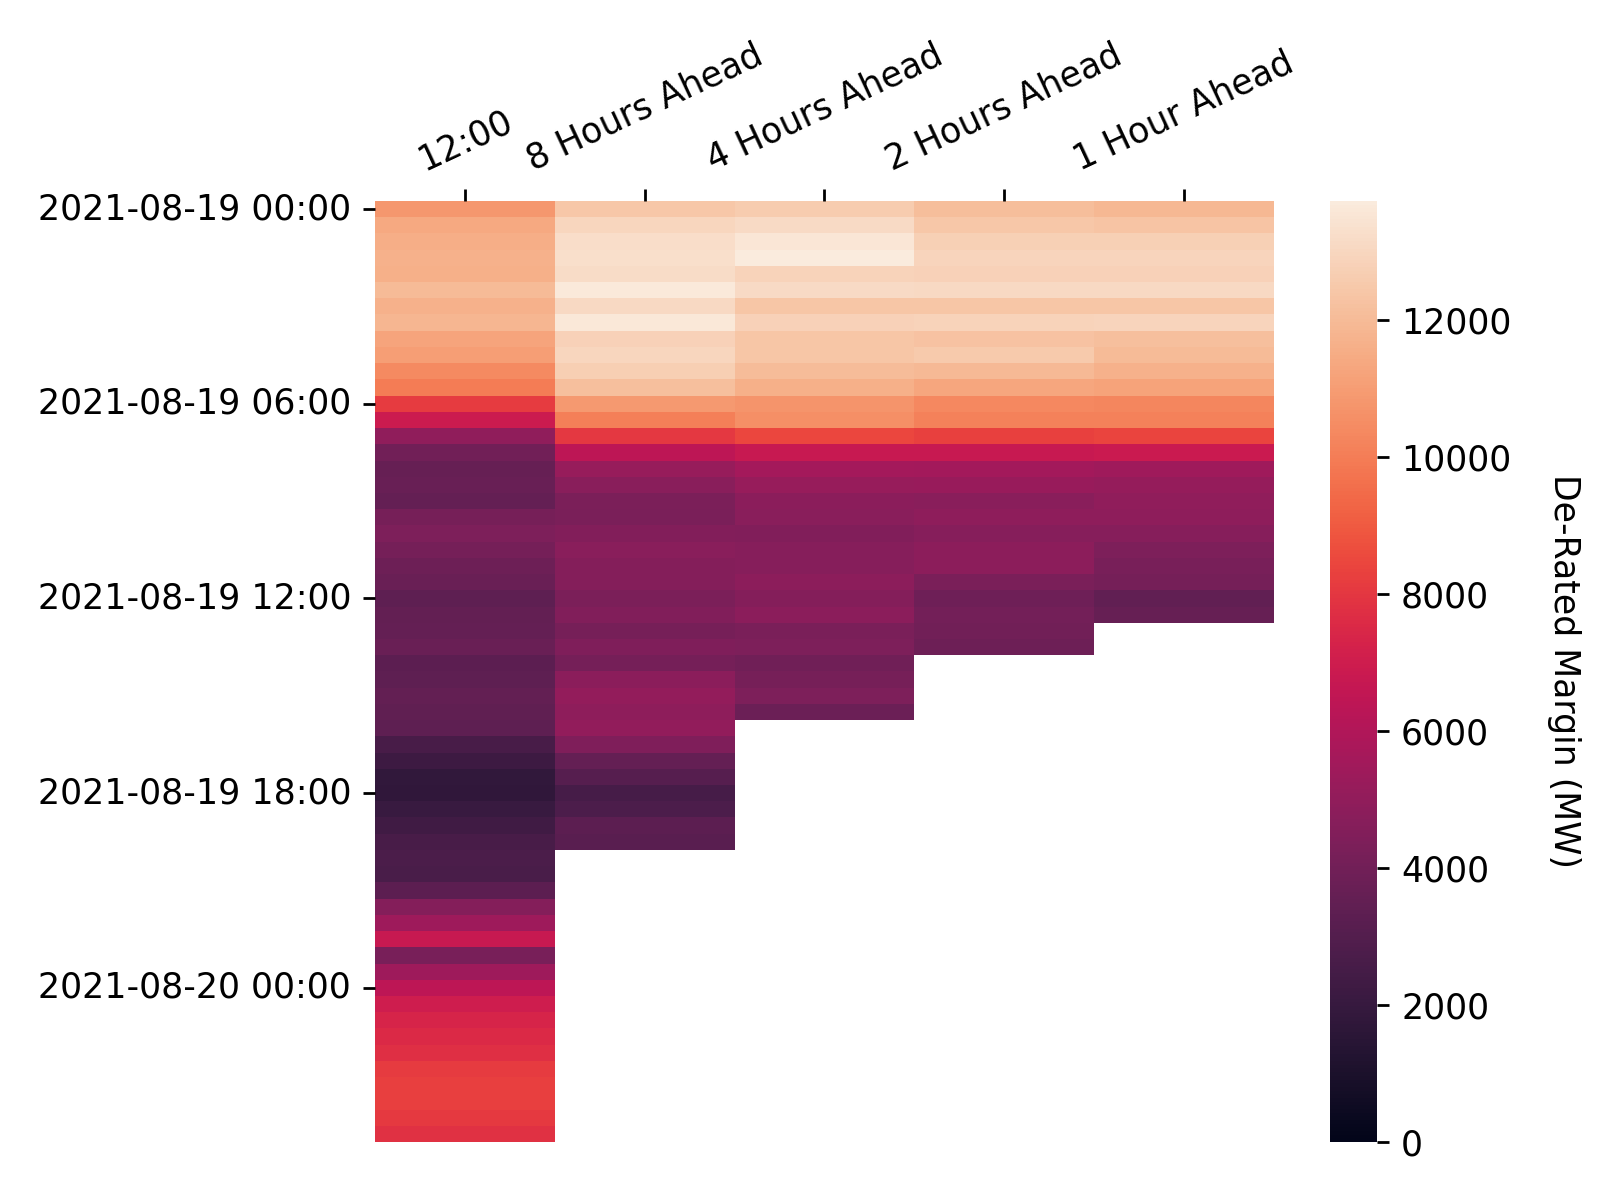 12:00
8 Hours Ahead
4 Hours Ahead
2 Hours Ahead
1 Hour Ahead
2021-08-19 00:00
2021-08-19 06:00
2021-08-19 12:00
2021-08-19 18:00
2021-08-20 00:00
12000
10000
8000
6000
4000
2000
0
De-Rated Margin (MW)